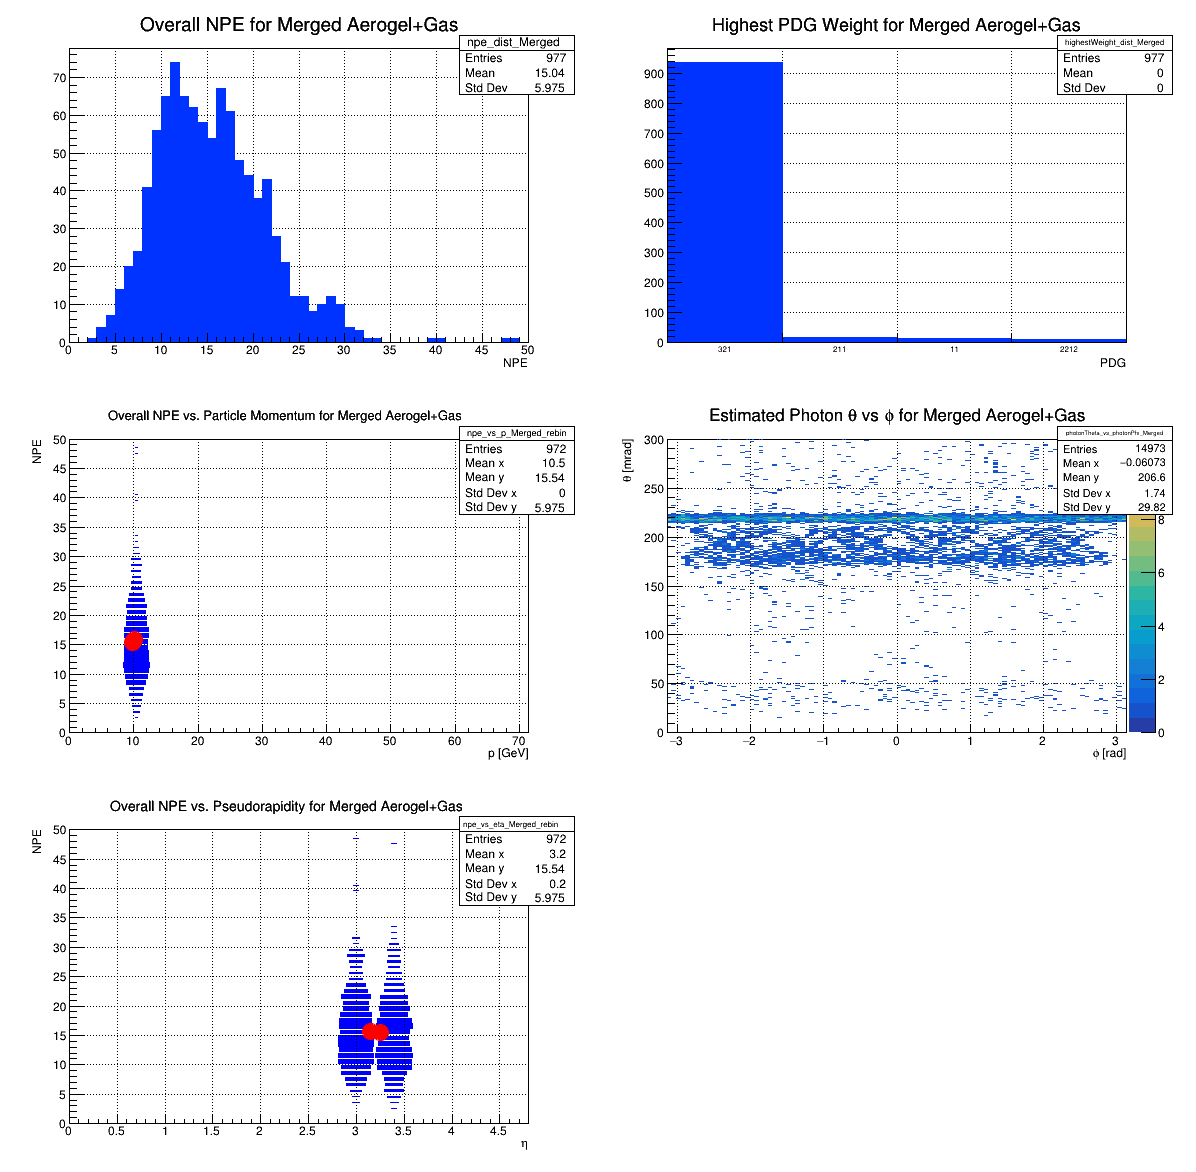 Overall NPE for Merged Aerogel+Gas
npe_dist_Merged
Entries 977
Mean 15.04
Std Dev 5.975
70
60
50
40
30
20
10
0
0 5 10 15 20 25 30 35 40 45 50
NPE
Highest PDG Weight for Merged Aerogel+Gas
highestWeight_dist_Merged
Entries 977
Mean 0
Std Dev 0
900
800
700
600
500
400
300
200
100
0
321 211 11 2212
PDG
Overall NPE vs. Particle Momentum for Merged Aerogel+Gas
npe_vs_p_Merged_rebin
Entries 972
Mean x 10.5
Mean y 15.54
Std Dev x 0
Std Dev y 5.975
NPE
50
45
40
35
30
25
20
15
10
5
0
0 10 20 30 40 50 60 70
p [GeV]
Estimated Photon θ vs ϕ for Merged Aerogel+Gas
photonTheta_vs_photonPhi_Merged
Entries 14973
Mean x −0.06073
Mean y 206.6
Std Dev x 1.74
Std Dev y 29.82
θ [mrad]
300
250
200
150
100
50
0
−3 −2 −1 0 1 2 3
ϕ [rad]
8
6
4
2
0
Overall NPE vs. Pseudorapidity for Merged Aerogel+Gas
npe_vs_eta_Merged_rebin
Entries 972
Mean x 3.2
Mean y 15.54
Std Dev x 0.2
Std Dev y 5.975
NPE
50
45
40
35
30
25
20
15
10
5
0
0 0.5 1 1.5 2 2.5 3 3.5 4 4.5
η